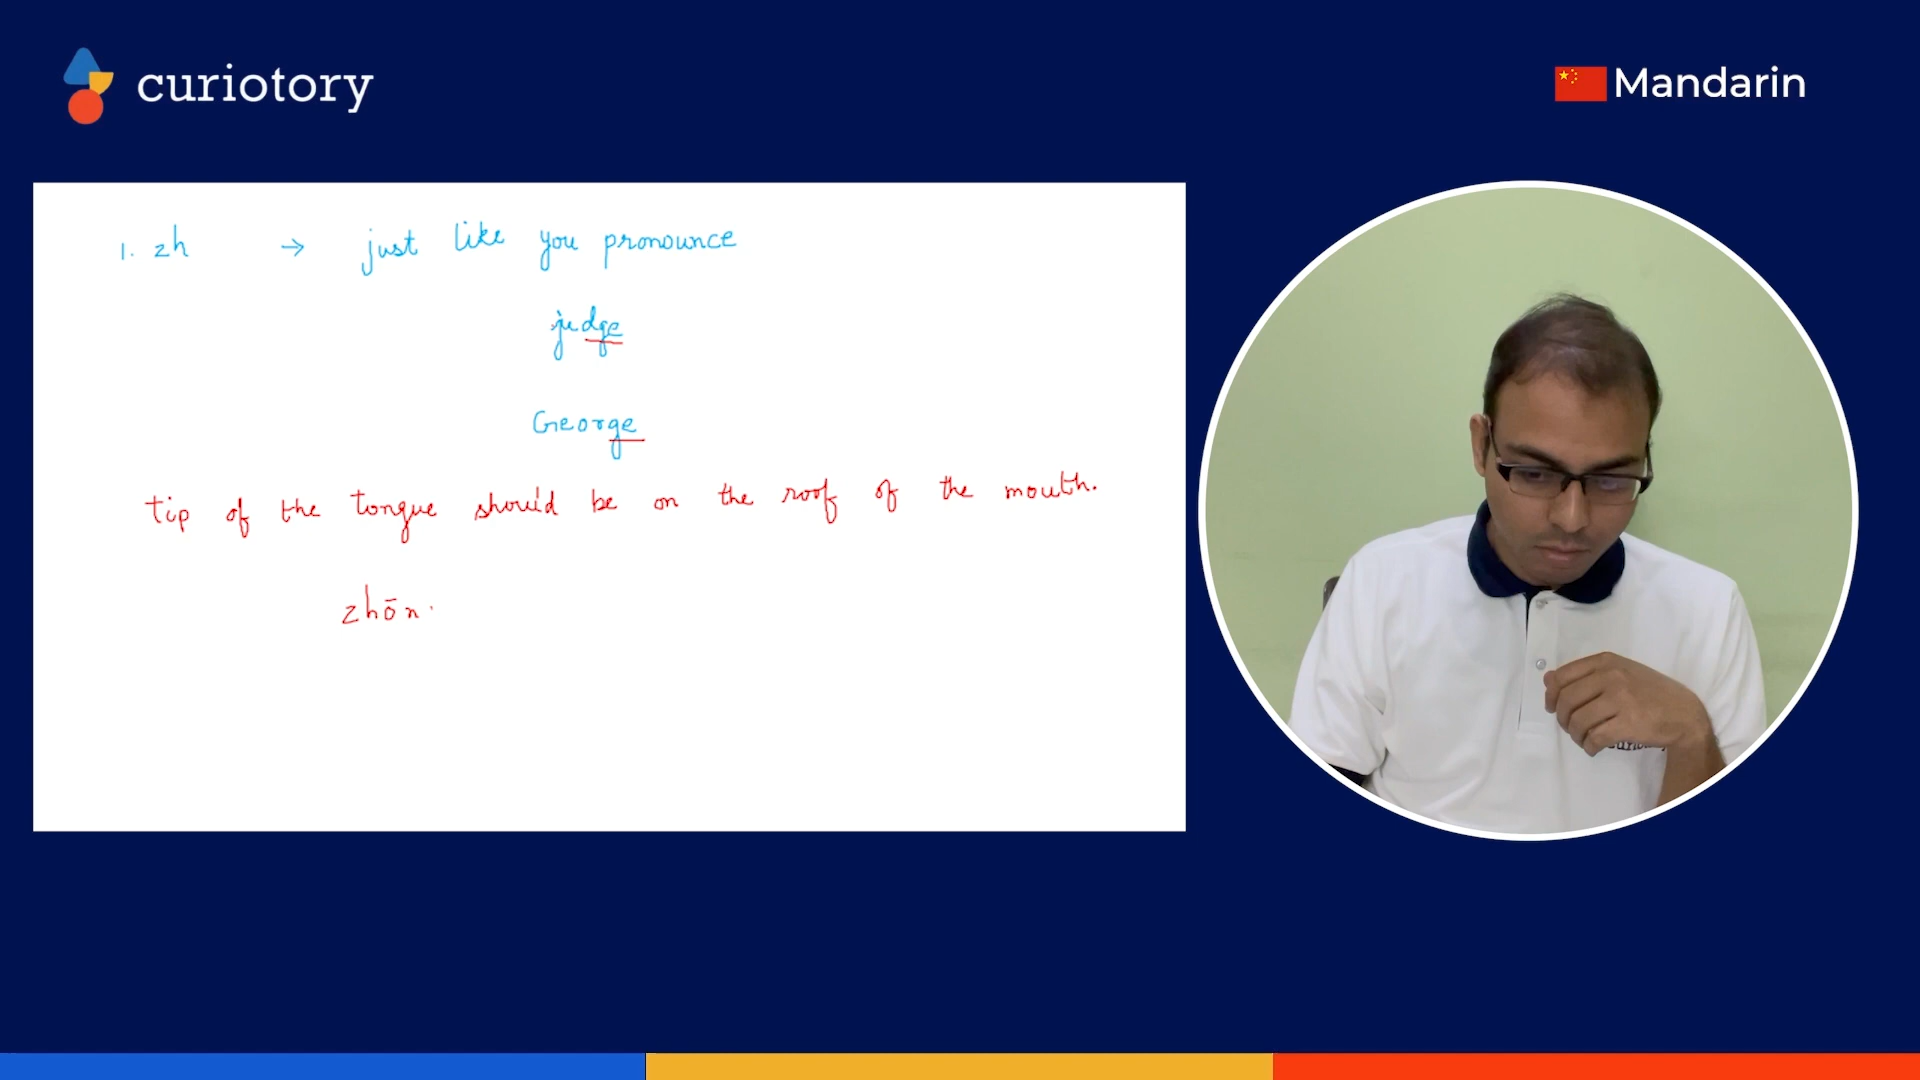 curiotory
Mandarin
1. zh → just like you pronounce
judge
George
tip of the tongue should be on the roof of the mouth.
zhōn